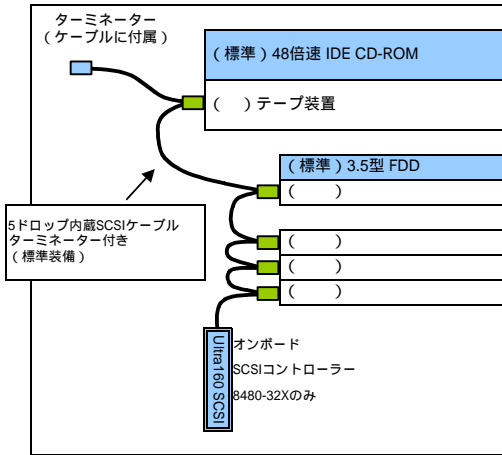 ターミネーター
（ケーブルに付属）
（標準）48倍速 IDE CD-ROM
（　）テープ装置
（標準）3.5型 FDD
（　　）
5ドロップ内蔵SCSIケーブル
ターミネーター付き
（標準装備）
（　　）
（　　）
（　　）
Ultra160 SCSI
オンボード
SCSIコントローラー
8480-32Xのみ